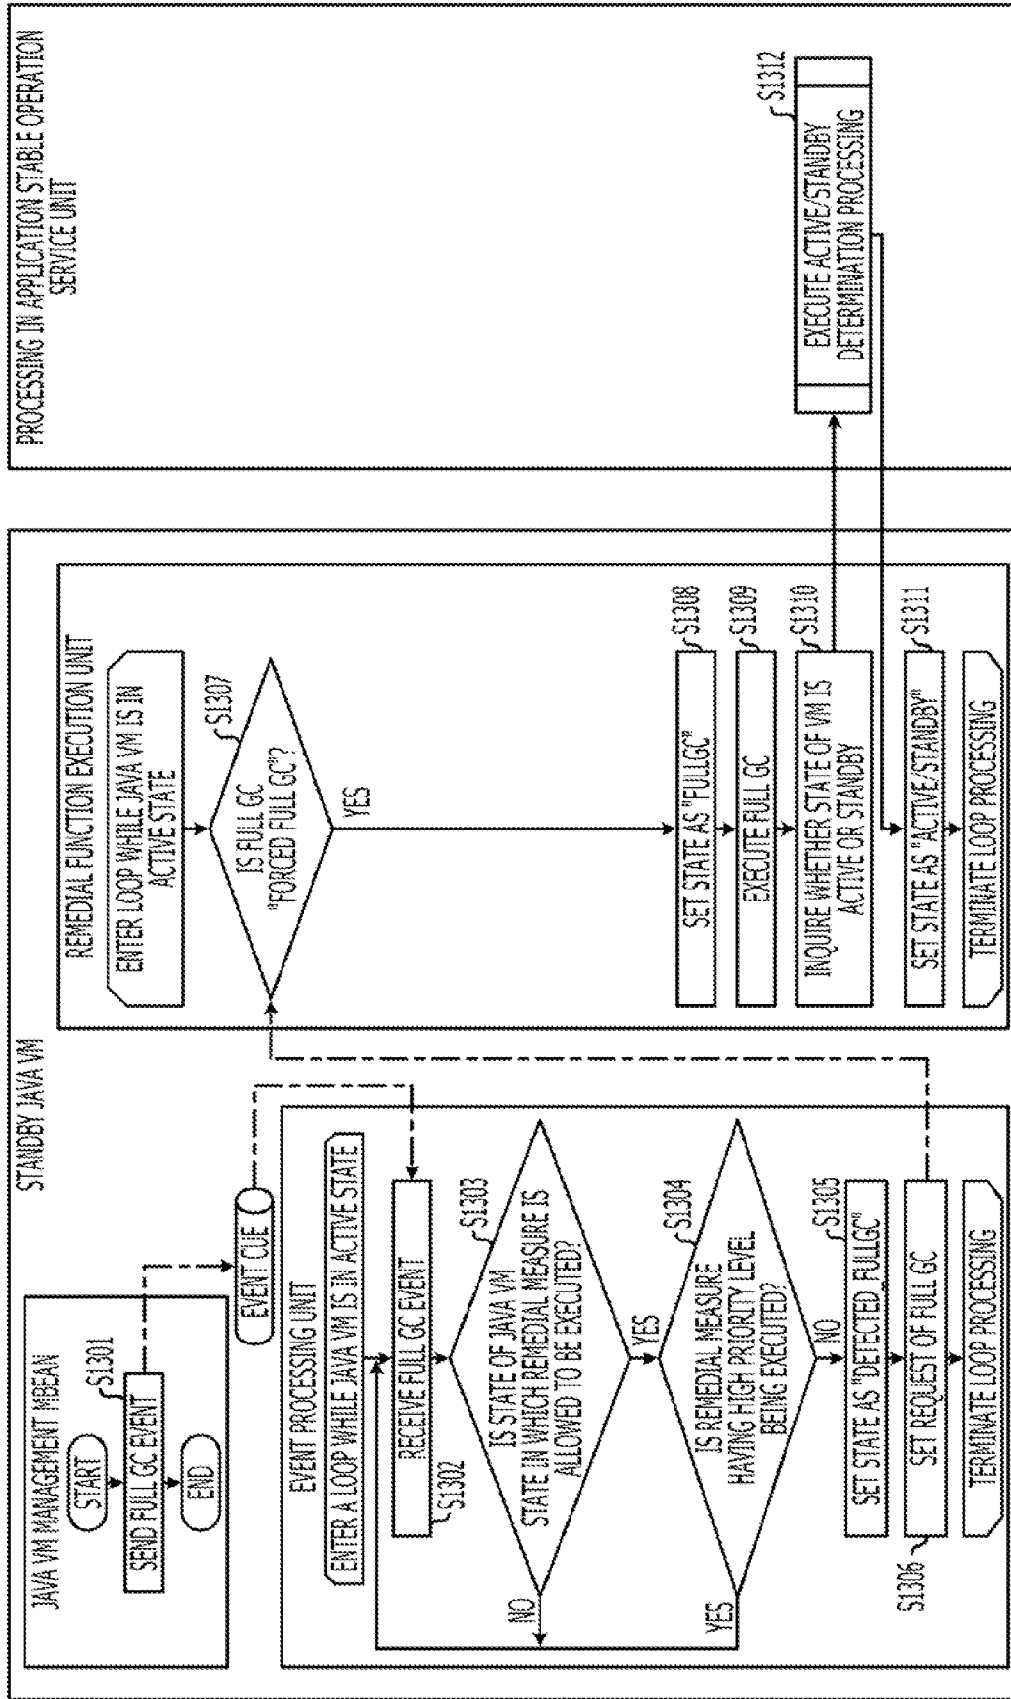 STANDBY JAVA VM
JAVA VM MANAGEMENT MBEAN
START
S1301
SEND FULL GC EVENT
END
EVENT CUE
EVENT PROCESSING UNIT
ENTER A LOOP WHILE JAVA VM IS IN ACTIVE STATE
S1302
RECEIVE FULL GC EVENT
S1303
IS STATE OF JAVA VM
STATE IN WHICH REMEDIAL MEASURE IS
ALLOWED TO BE EXECUTED?
NO
YES
S1304
IS REMEDIAL MEASURE
HAVING HIGH PRIORITY LEVEL
BEING EXECUTED?
YES
NO
S1305
SET STATE AS "DETECTED FULLGC"
S1306
SET REQUEST OF FULL GC
TERMINATE LOOP PROCESSING
REMEDIAL FUNCTION EXECUTION UNIT
ENTER LOOP WHILE JAVA VM IS IN
ACTIVE STATE
S1307
IS FULL GC
"FORCED FULL GC"?
YES
S1308
SET STATE AS "FULLGC"
S1309
EXECUTE FULL GC
S1310
INQUIRE WHETHER STATE OF VM IS
ACTIVE OR STANDBY
S1311
SET STATE AS "ACTIVE/STANDBY"
TERMINATE LOOP PROCESSING
PROCESSING IN APPLICATION STABLE OPERATION
SERVICE UNIT
S1312
EXECUTE ACTIVE/STANDBY
DETERMINATION PROCESSING